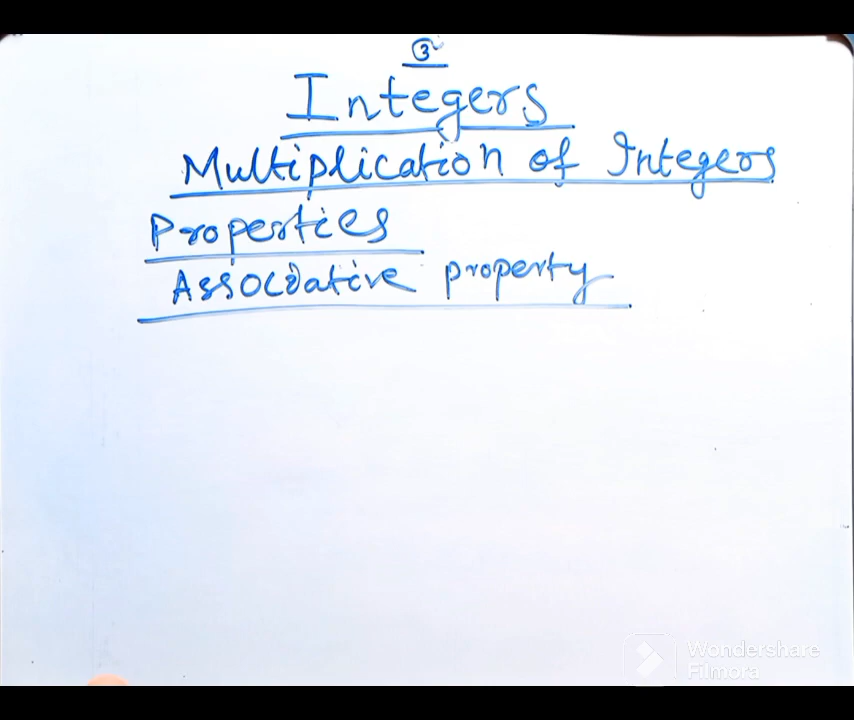 3
Integers
Multiplication of Integers
Properties
Associative property
Wondershare
Filmora